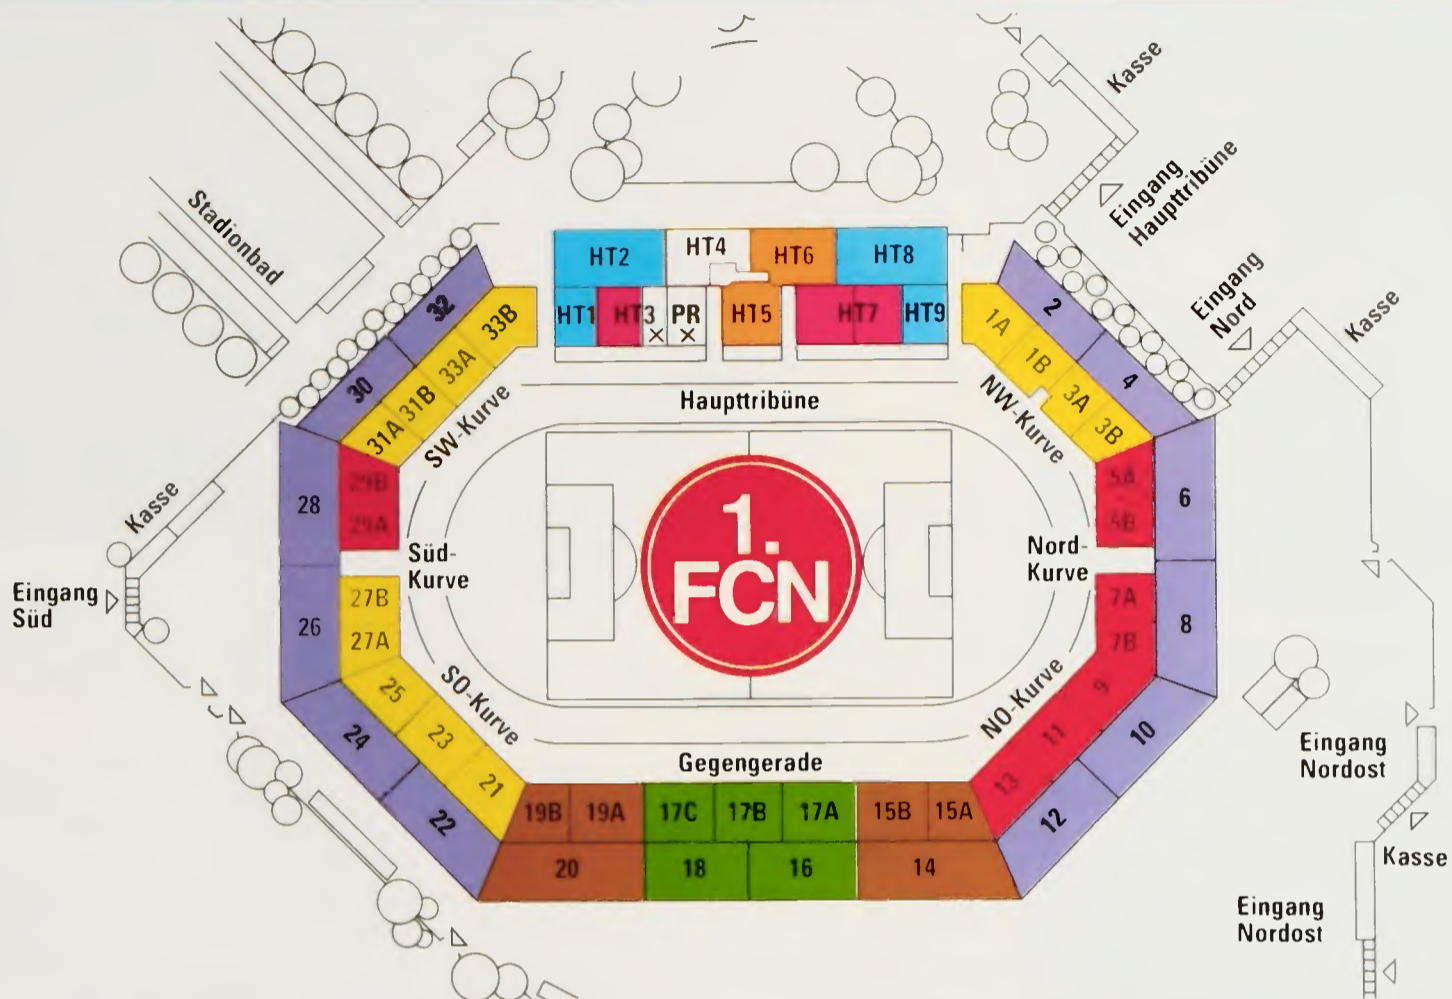 Kasse
Eingang
Haupttribüne
Stadionbad
Eingang
Nord
Kasse
HT2
HT4
HT6
HT8
HT1
HT3
PR
HT5
HT7
HT9
32
33B
33A
30
31B
31A
SW-Kurve
Haupttribüne
1A
2
1B
4
3A
3B
NW-Kurve
28
29B
29A
5A
5B
6
Kasse
Süd-
Kurve
Nord-
Kurve
1.
FCN
Eingang
Süd
26
27B
27A
7A
7B
8
25
SO-Kurve
24
23
21
22
NO-Kurve
9
10
11
13
12
Gegengerade
19B
19A
17C
17B
17A
15B
15A
20
18
16
14
Eingang
Nordost
Kasse
Eingang
Nordost